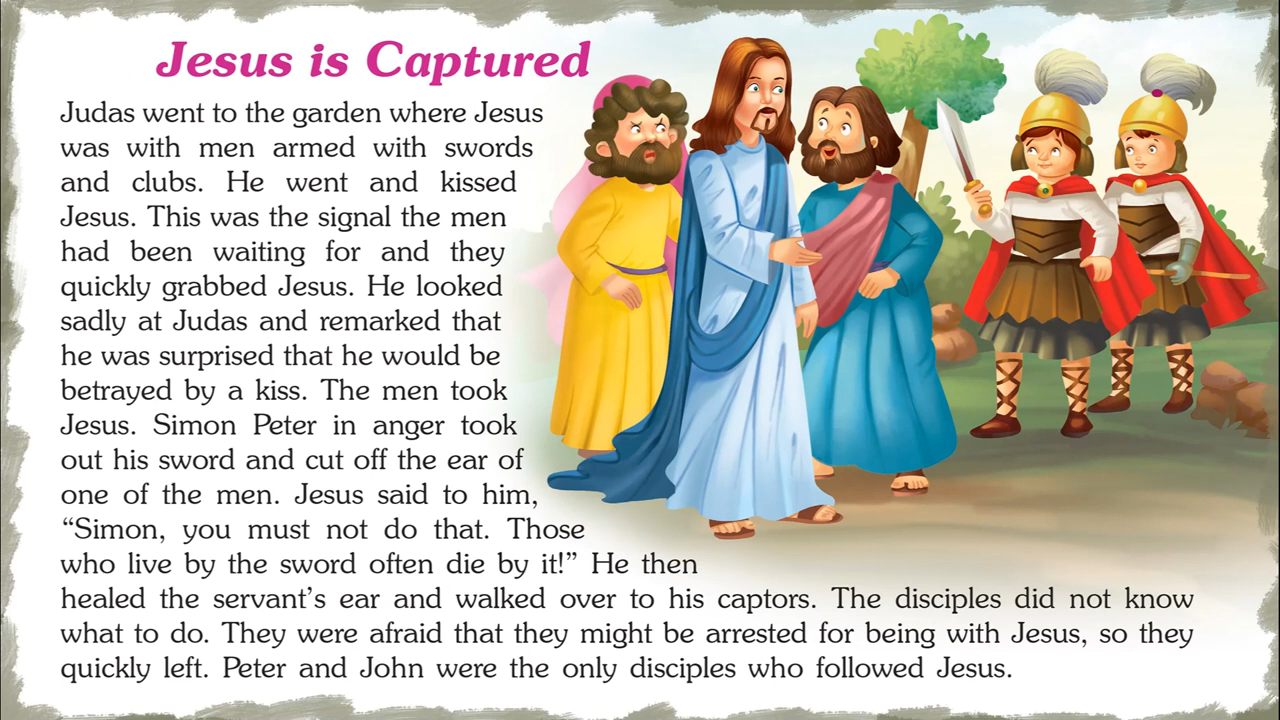 Jesus is Captured
Judas went to the garden where Jesus
was with men armed with swords
and clubs. He went and kissed
Jesus. This was the signal the men
had been waiting for and they
quickly grabbed Jesus. He looked
sadly at Judas and remarked that
he was surprised that he would be
betrayed by a kiss. The men took
Jesus. Simon Peter in anger took
out his sword and cut off the ear of
one of the men. Jesus said to him,
“Simon, you must not do that. Those
who live by the sword often die by it!” He then
healed the servant’s ear and walked over to his captors. The disciples did not know
what to do. They were afraid that they might be arrested for being with Jesus, so they
quickly left. Peter and John were the only disciples who followed Jesus.